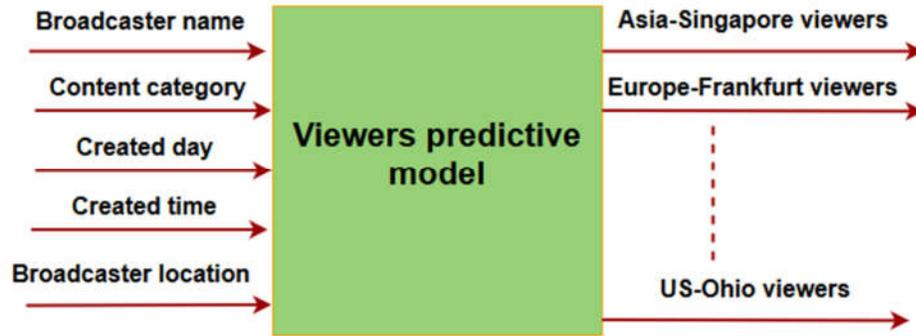 Broadcaster name
Content category
Created day
Created time
Broadcaster location
Viewers predictive
model
Asia-Singapore viewers
Europe-Frankfurt viewers
US-Ohio viewers